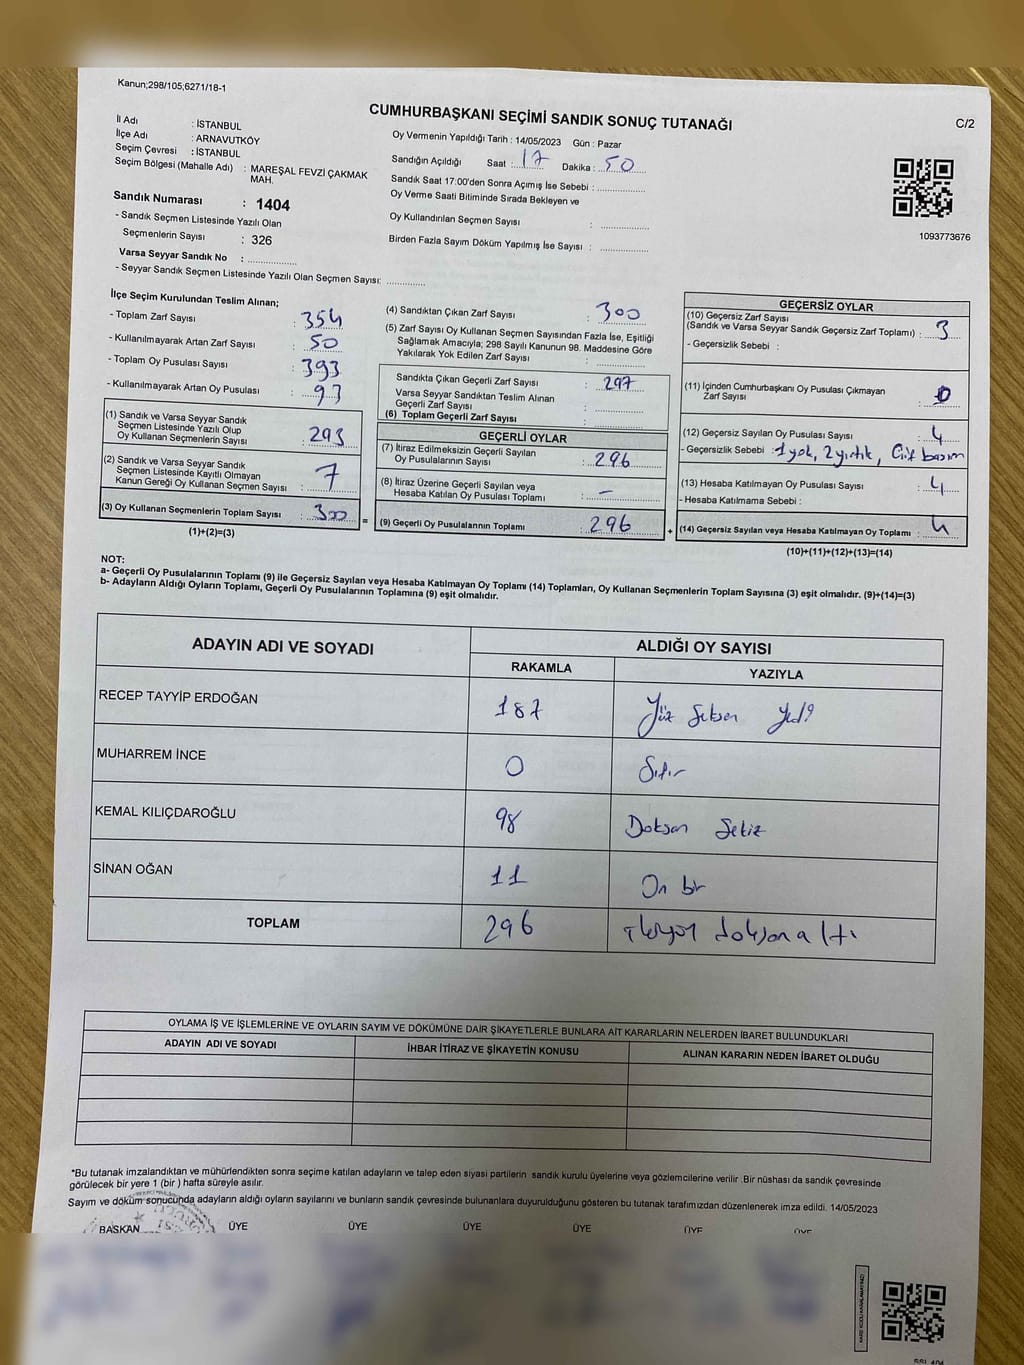 Kanun;298/105;6271/18-1
CUMHURBAŞKANI SEÇİMİ SANDIK SONUÇ TUTANAĞI
C/2
İl Adı : İSTANBUL
İlçe Adı : ARNAVUTKÖY
Seçim Çevresi : İSTANBUL
Seçim Bölgesi (Mahalle Adı) : MAREŞAL FEVZİ ÇAKMAK MAH.
Sandık Numarası : 1404
- Sandık Seçmen Listesinde Yazılı Olan
Seçmenlerin Sayısı : 326
Varsa Seyyar Sandık No : ..............
- Seyyar Sandık Seçmen Listesinde Yazılı Olan Seçmen Sayısı: ............
Oy Vermenin Yapıldığı Tarih : 14/05/2023 Gün : Pazar
Sandığın Açıldığı Saat : 17 Dakika : 50
Sandık Saat 17:00'den Sonra Açımış İse Sebebi : ..............
Oy Verme Saati Bitiminde Sırada Bekleyen ve
Oy Kullandırılan Seçmen Sayısı : ..............
Birden Fazla Sayım Döküm Yapılmış İse Sayısı : ..............
1093773676
İlçe Seçim Kurulundan Teslim Alınan;
- Toplam Zarf Sayısı : 354
- Kullanılmayarak Artan Zarf Sayısı : 50
- Toplam Oy Pusulası Sayısı : 393
- Kullanılmayarak Artan Oy Pusulası : 93
(1) Sandık ve Varsa Seyyar Sandık
Seçmen Listesinde Yazılı Olup
Oy Kullanan Seçmenlerin Sayısı : 293
(2) Sandık ve Varsa Seyyar Sandık
Seçmen Listesinde Kayıtlı Olmayan
Kanun Gereği Oy Kullanan Seçmen Sayısı : 7
(3) Oy Kullanan Seçmenlerin Toplam Sayısı : 300 =
(1)+(2)=(3)
(4) Sandıktan Çıkan Zarf Sayısı : 300
(5) Zarf Sayısı Oy Kullanan Seçmen Sayısından Fazla İse, Eşitliği
Sağlamak Amacıyla; 298 Sayılı Kanunun 98. Maddesine Göre
Yakılarak Yok Edilen Zarf Sayısı : ............
Sandıkta Çıkan Geçerli Zarf Sayısı : 297
Varsa Seyyar Sandıktan Teslim Alınan
Geçerli Zarf Sayısı : ............
(6) Toplam Geçerli Zarf Sayısı : ............
GEÇERLİ OYLAR
(7) İtiraz Edilmeksizin Geçerli Sayılan
Oy Pusulalarının Sayısı : 296
(8) İtiraz Üzerine Geçerli Sayılan veya
Hesaba Katılan Oy Pusulası Toplamı : –
(9) Geçerli Oy Pusulalarının Toplamı : 296 +
GEÇERSİZ OYLAR
(10) Geçersiz Zarf Sayısı
(Sandık ve Varsa Seyyar Sandık Geçersiz Zarf Toplamı) : 3
- Geçersizlik Sebebi :
(11) İçinden Cumhurbaşkanı Oy Pusulası Çıkmayan
Zarf Sayısı : 0
(12) Geçersiz Sayılan Oy Pusulası Sayısı : 4
- Geçersizlik Sebebi : 1 yok, 2 yırtık, Çift basım
(13) Hesaba Katılmayan Oy Pusulası Sayısı : 4
- Hesaba Katılmama Sebebi :
(14) Geçersiz Sayılan veya Hesaba Katılmayan Oy Toplamı : 4
(10)+(11)+(12)+(13)=(14)
NOT:
a- Geçerli Oy Pusulalarının Toplamı (9) ile Geçersiz Sayılan veya Hesaba Katılmayan Oy Toplamı (14) Toplamları, Oy Kullanan Seçmenlerin Toplam Sayısına (3) eşit olmalıdır. (9)+(14)=(3)
b- Adayların Aldığı Oyların Toplamı, Geçerli Oy Pusulalarının Toplamına (9) eşit olmalıdır.
ADAYIN ADI VE SOYADI ALDIĞI OY SAYISI
RAKAMLA YAZIYLA
RECEP TAYYİP ERDOĞAN 187 Yüz Seksen Yedi
MUHARREM İNCE 0 Sıfır
KEMAL KILIÇDAROĞLU 98 Doksan Sekiz
SİNAN OĞAN 11 On bir
TOPLAM 296 ikiyüz doksan altı
OYLAMA İŞ VE İŞLEMLERİNE VE OYLARIN SAYIM VE DÖKÜMÜNE DAİR ŞİKAYETLERLE BUNLARA AİT KARARLARIN NELERDEN İBARET BULUNDUKLARI
ADAYIN ADI VE SOYADI İHBAR İTİRAZ VE ŞİKAYETİN KONUSU ALINAN KARARIN NEDEN İBARET OLDUĞU
*Bu tutanak imzalandıktan ve mühürlendikten sonra seçime katılan adayların ve talep eden siyasi partilerin sandık kurulu üyelerine veya gözlemcilerine verilir. Bir nüshası da sandık çevresinde
görülecek bir yere 1 (bir ) hafta süreyle asılır.
Sayım ve döküm sonucunda adayların aldığı oyların sayılarını ve bunların sandık çevresinde bulunanlara duyurulduğunu gösteren bu tutanak tarafımızdan düzenlenerek imza edildi. 14/05/2023
BAŞKAN ÜYE ÜYE ÜYE ÜYE ÜYE ÜYE
KARE KODU KARALAMAYINIZ!